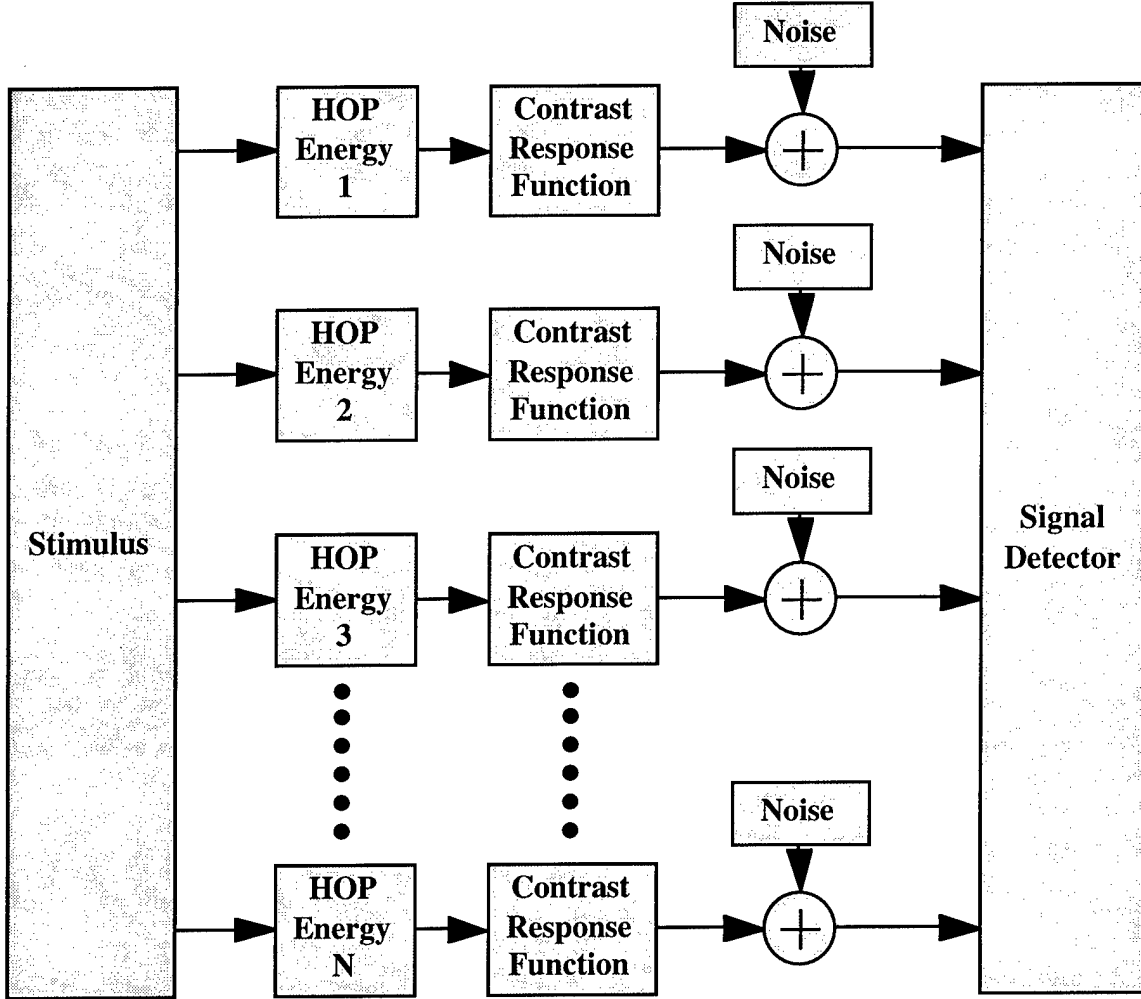 Noise
HOP
Energy
1
Contrast
Response
Function
Noise
HOP
Energy
2
Contrast
Response
Function
Noise
Stimulus
HOP
Energy
3
Contrast
Response
Function
Signal
Detector
Noise
HOP
Energy
N
Contrast
Response
Function